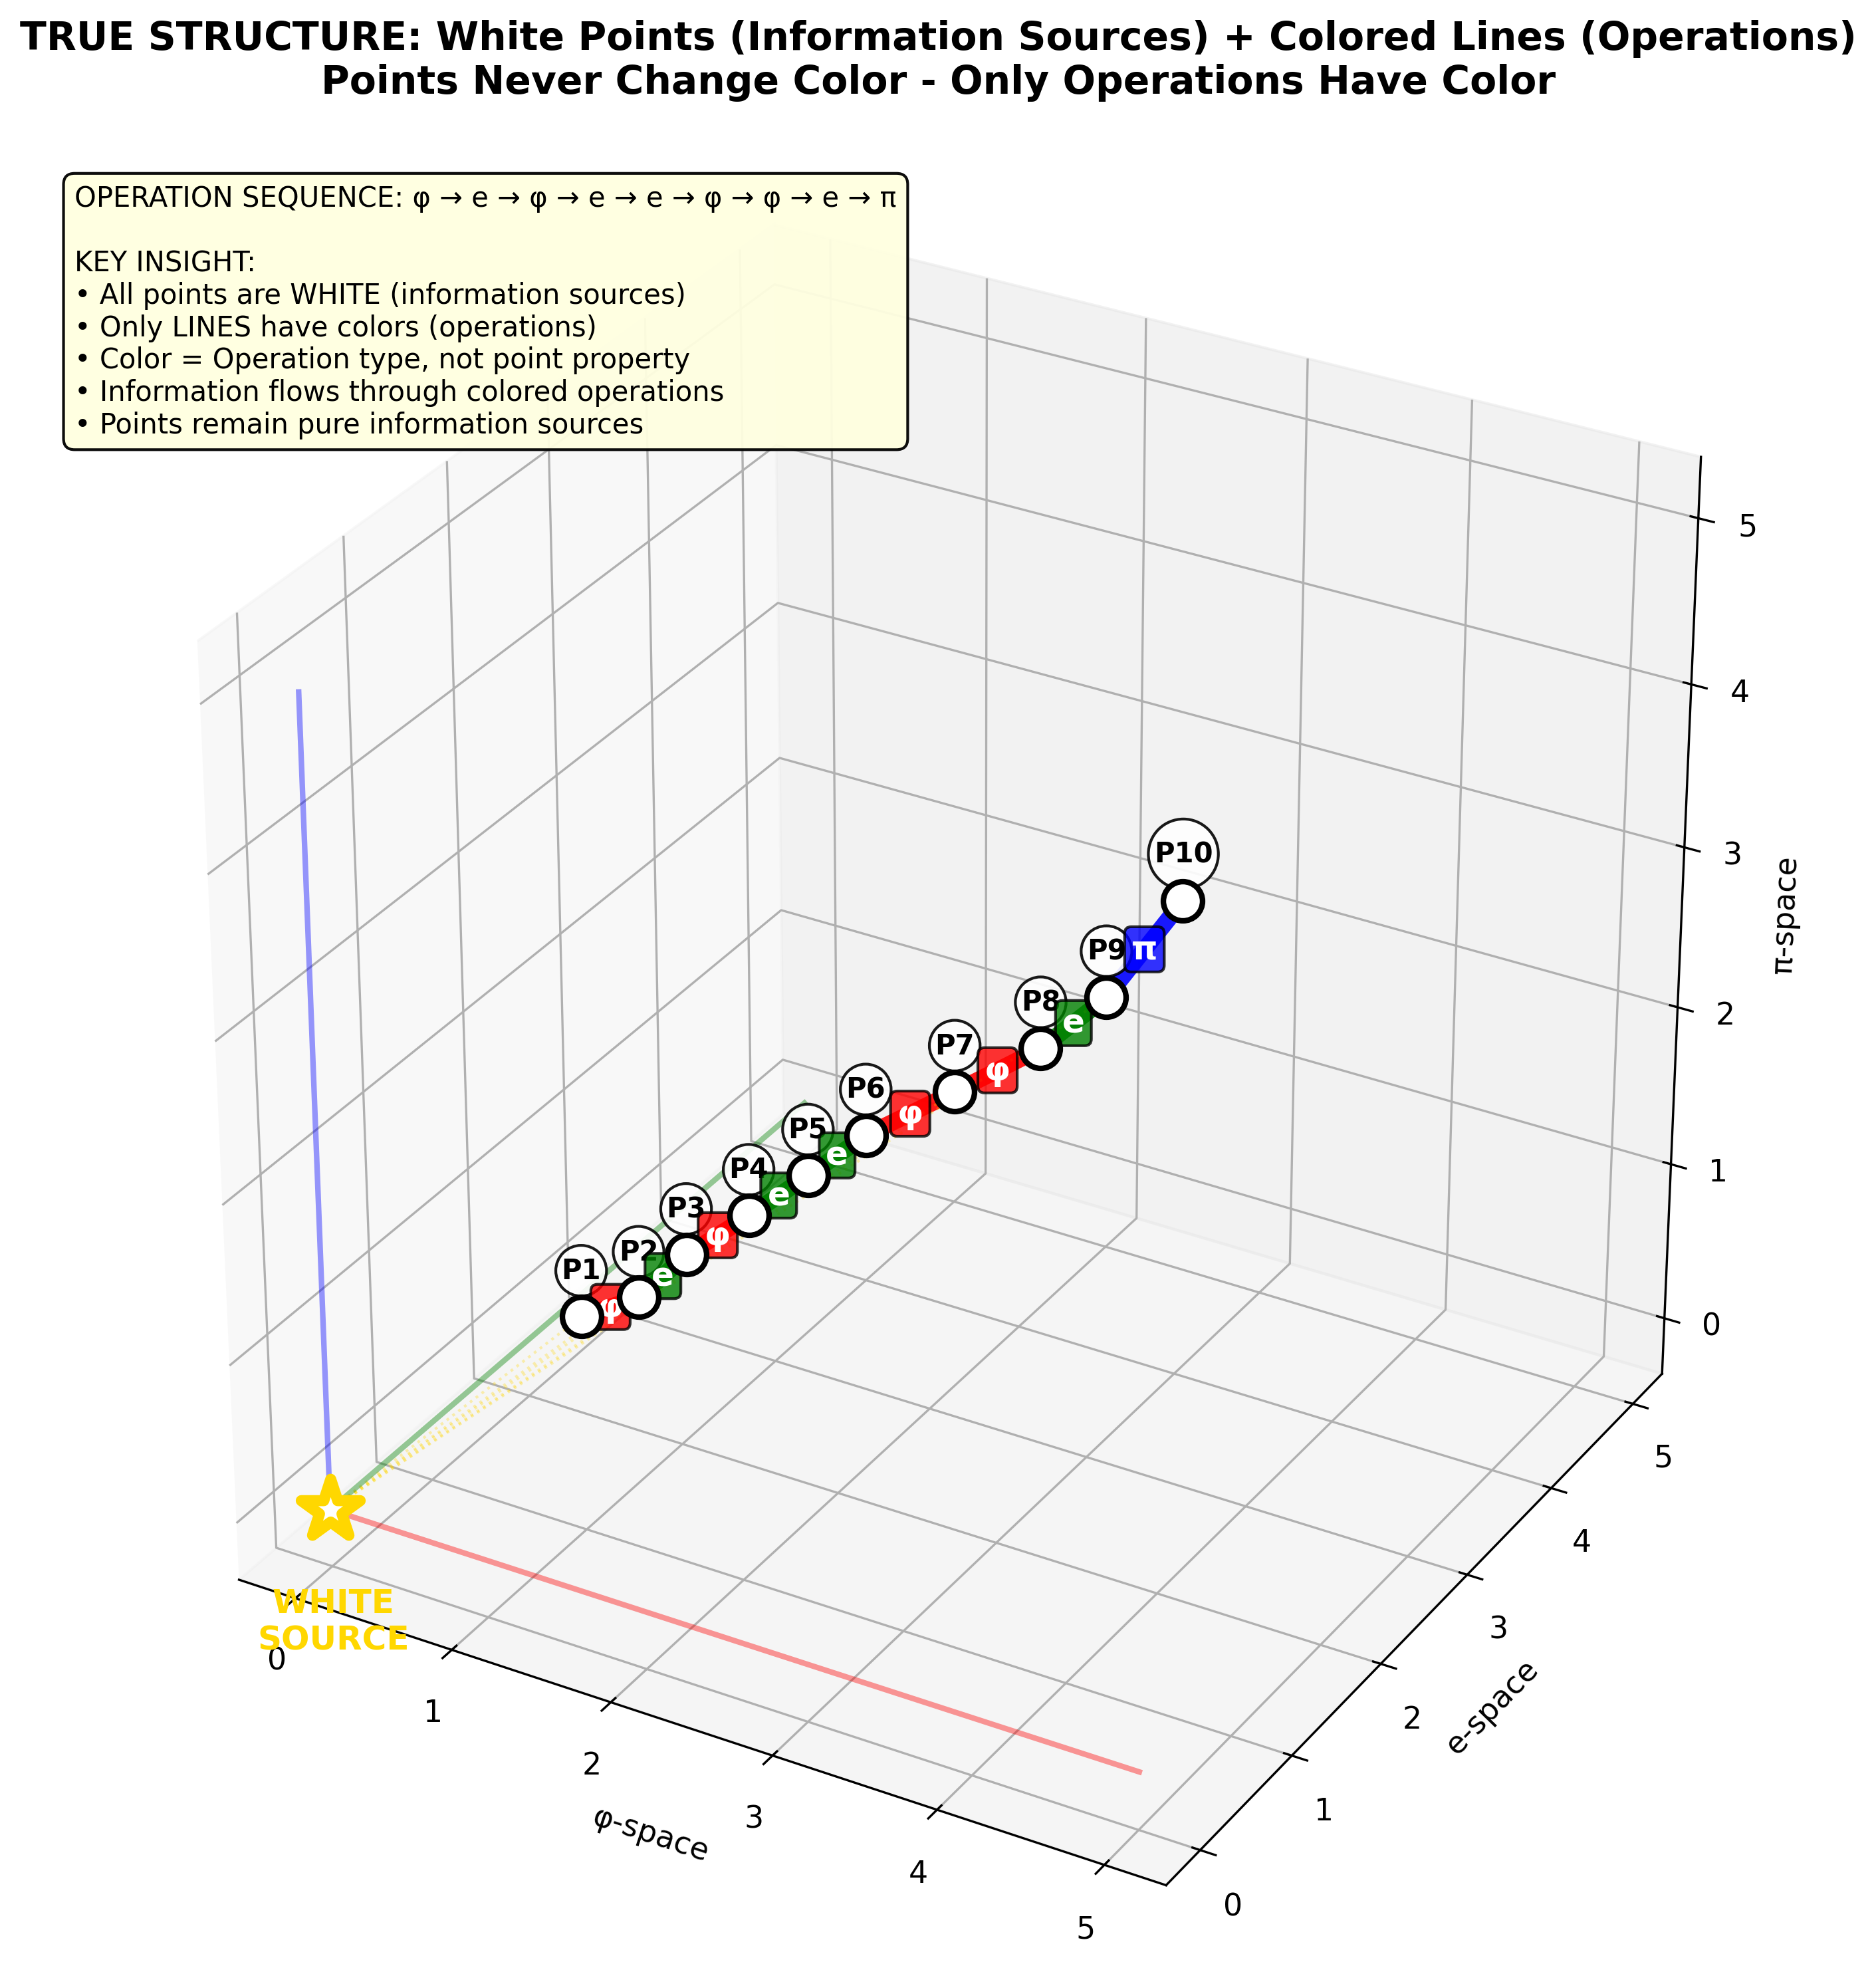 TRUE STRUCTURE: White Points (Information Sources) + Colored Lines (Operations)
Points Never Change Color - Only Operations Have Color
OPERATION SEQUENCE: φ → e → φ → e → e → φ → φ → e → π
KEY INSIGHT:
• All points are WHITE (information sources)
• Only LINES have colors (operations)
• Color = Operation type, not point property
• Information flows through colored operations
• Points remain pure information sources
P10
P9
π
P8
e
P7
φ
P6
φ
P5
e
P4
e
P3
φ
P2
e
P1
φ
WHITE
SOURCE
0
1
2
3
4
5
φ-space
0
1
2
3
4
5
e-space
0
1
2
3
4
5
π-space